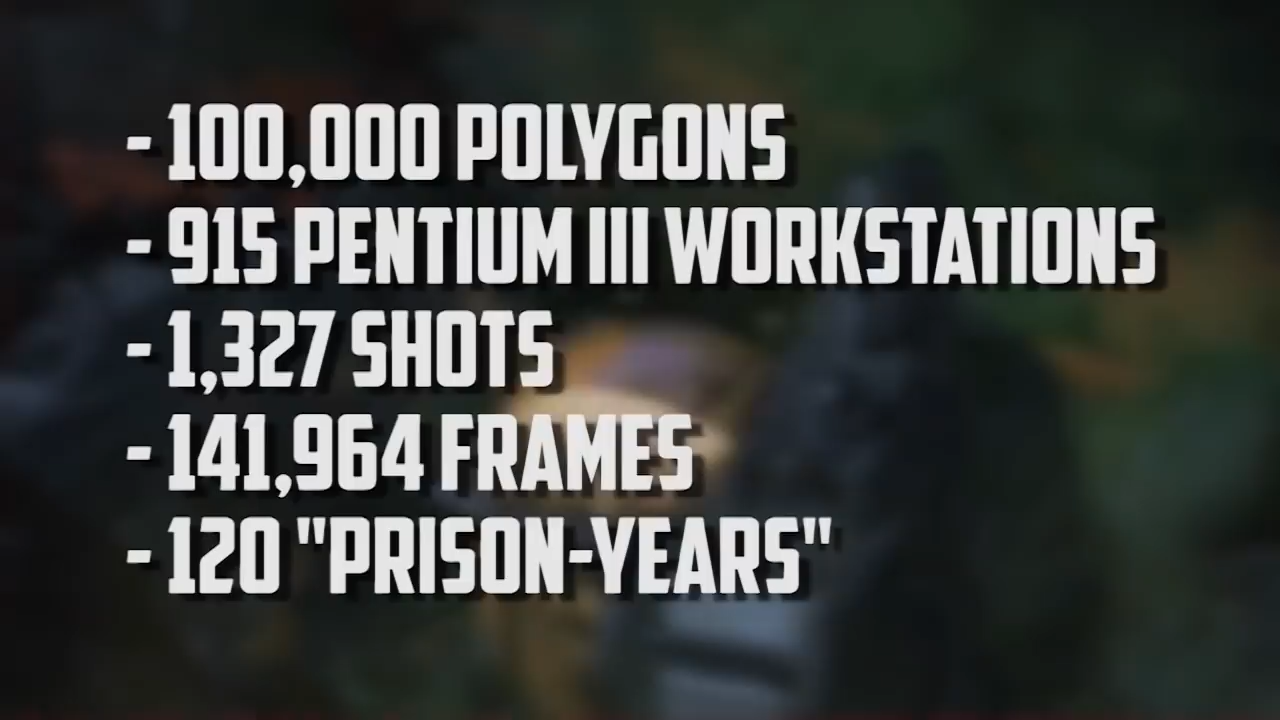 - 100,000 POLYGONS
- 915 PENTIUM III WORKSTATIONS
- 1,327 SHOTS
- 141,964 FRAMES
- 120 "PRISON-YEARS"